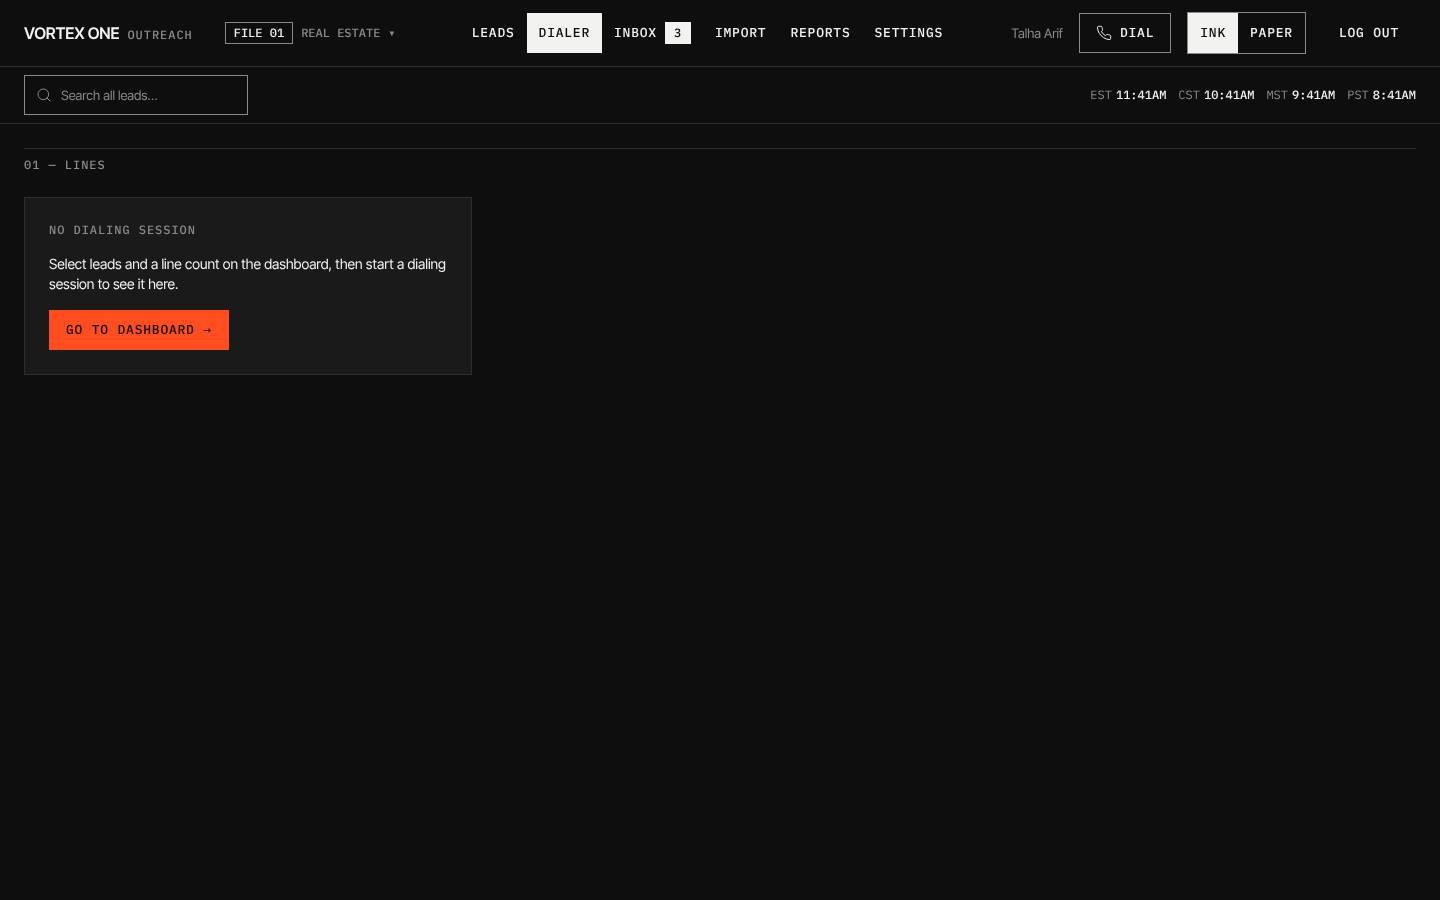 VORTEX ONE OUTREACH FILE 01 REAL ESTATE ▾ LEADS DIALER INBOX 3 IMPORT REPORTS SETTINGS Talha Arif DIAL INK PAPER LOG OUT
Search all leads... EST 11:41AM CST 10:41AM MST 9:41AM PST 8:41AM
01 — LINES
NO DIALING SESSION
Select leads and a line count on the dashboard, then start a dialing
session to see it here.
GO TO DASHBOARD →